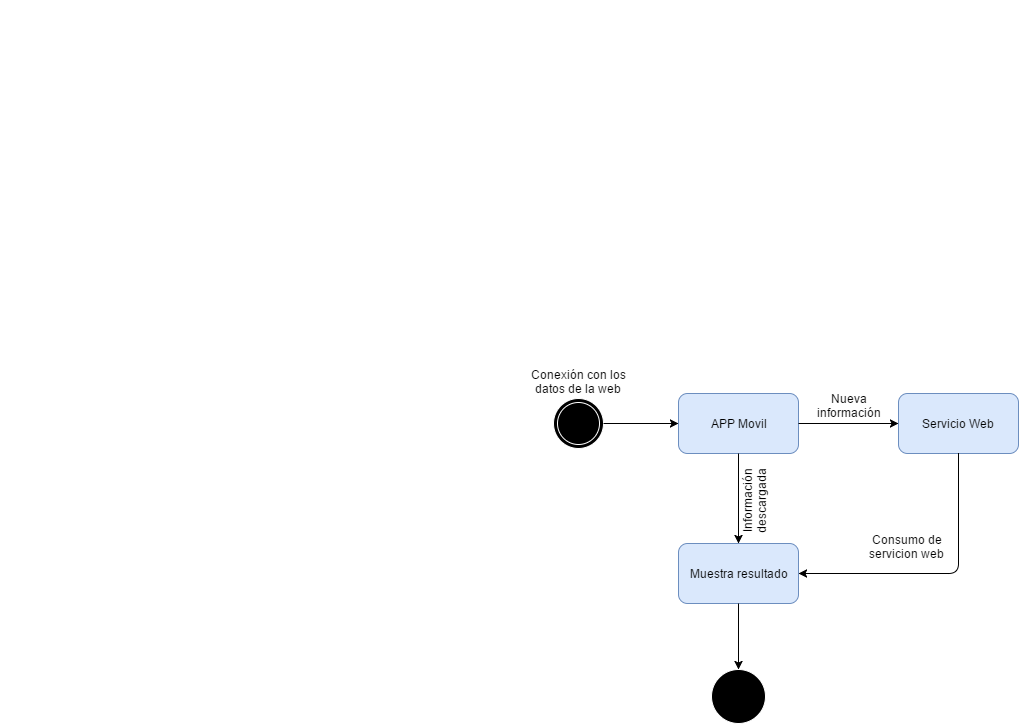 Conexión con los
datos de la web
APP Movil
Nueva
información
Servicio Web
Información
descargada
Consumo de
servicion web
Muestra resultado